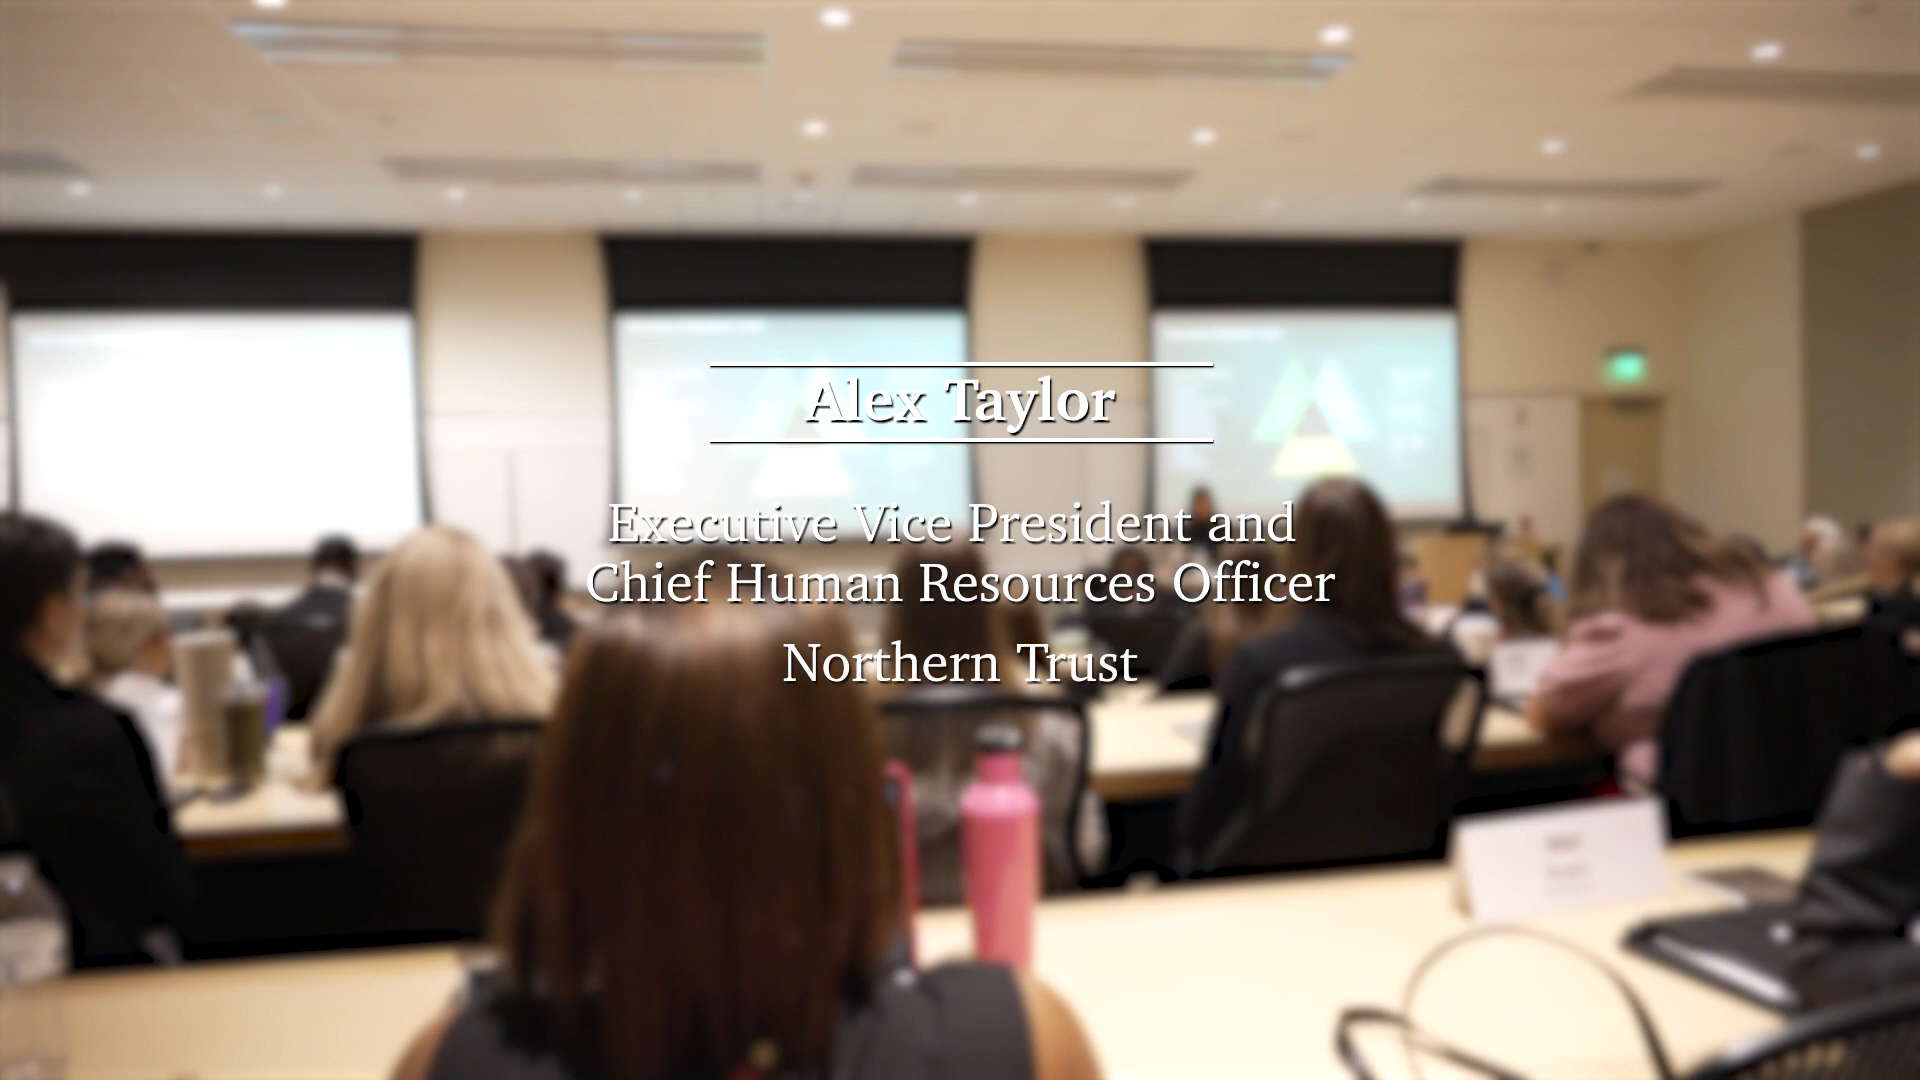 Alex Taylor
Executive Vice President and
Chief Human Resources Officer
Northern Trust